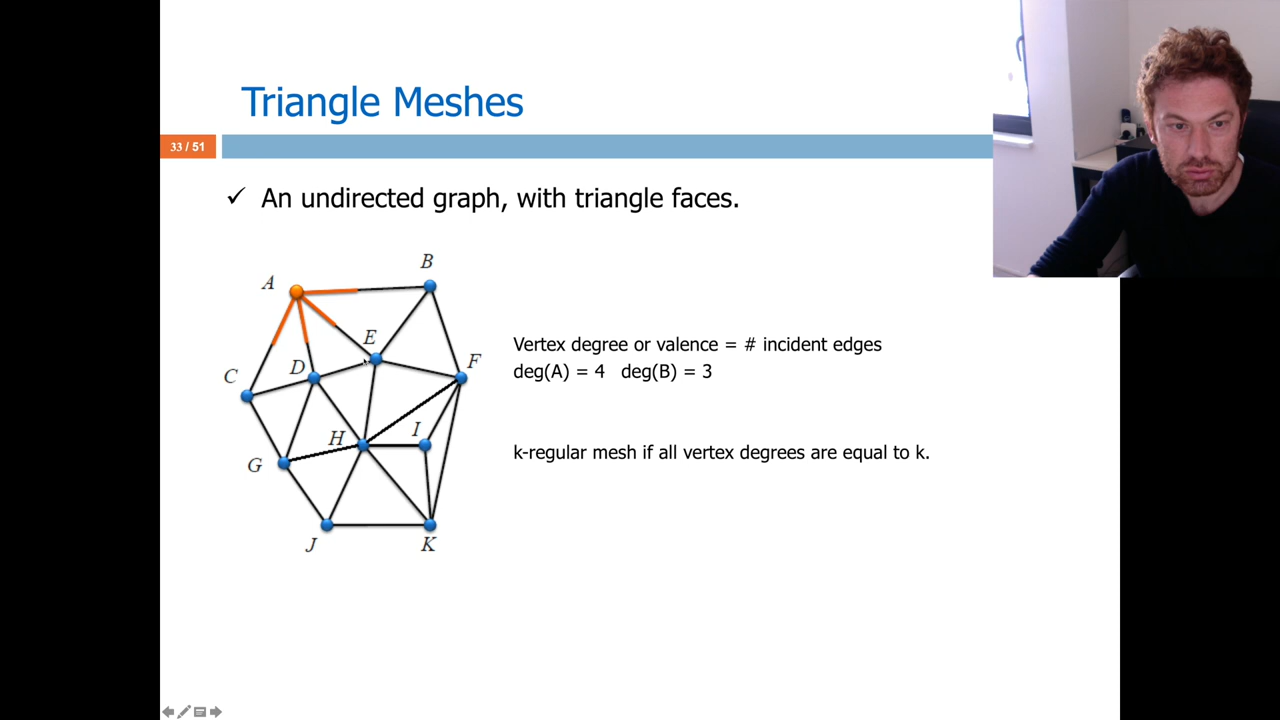 Triangle Meshes
33 / 51
✓ An undirected graph, with triangle faces.
B
A
E
F
D
C
I
H
G
J
K
Vertex degree or valence = # incident edges
deg(A) = 4 deg(B) = 3
k-regular mesh if all vertex degrees are equal to k.